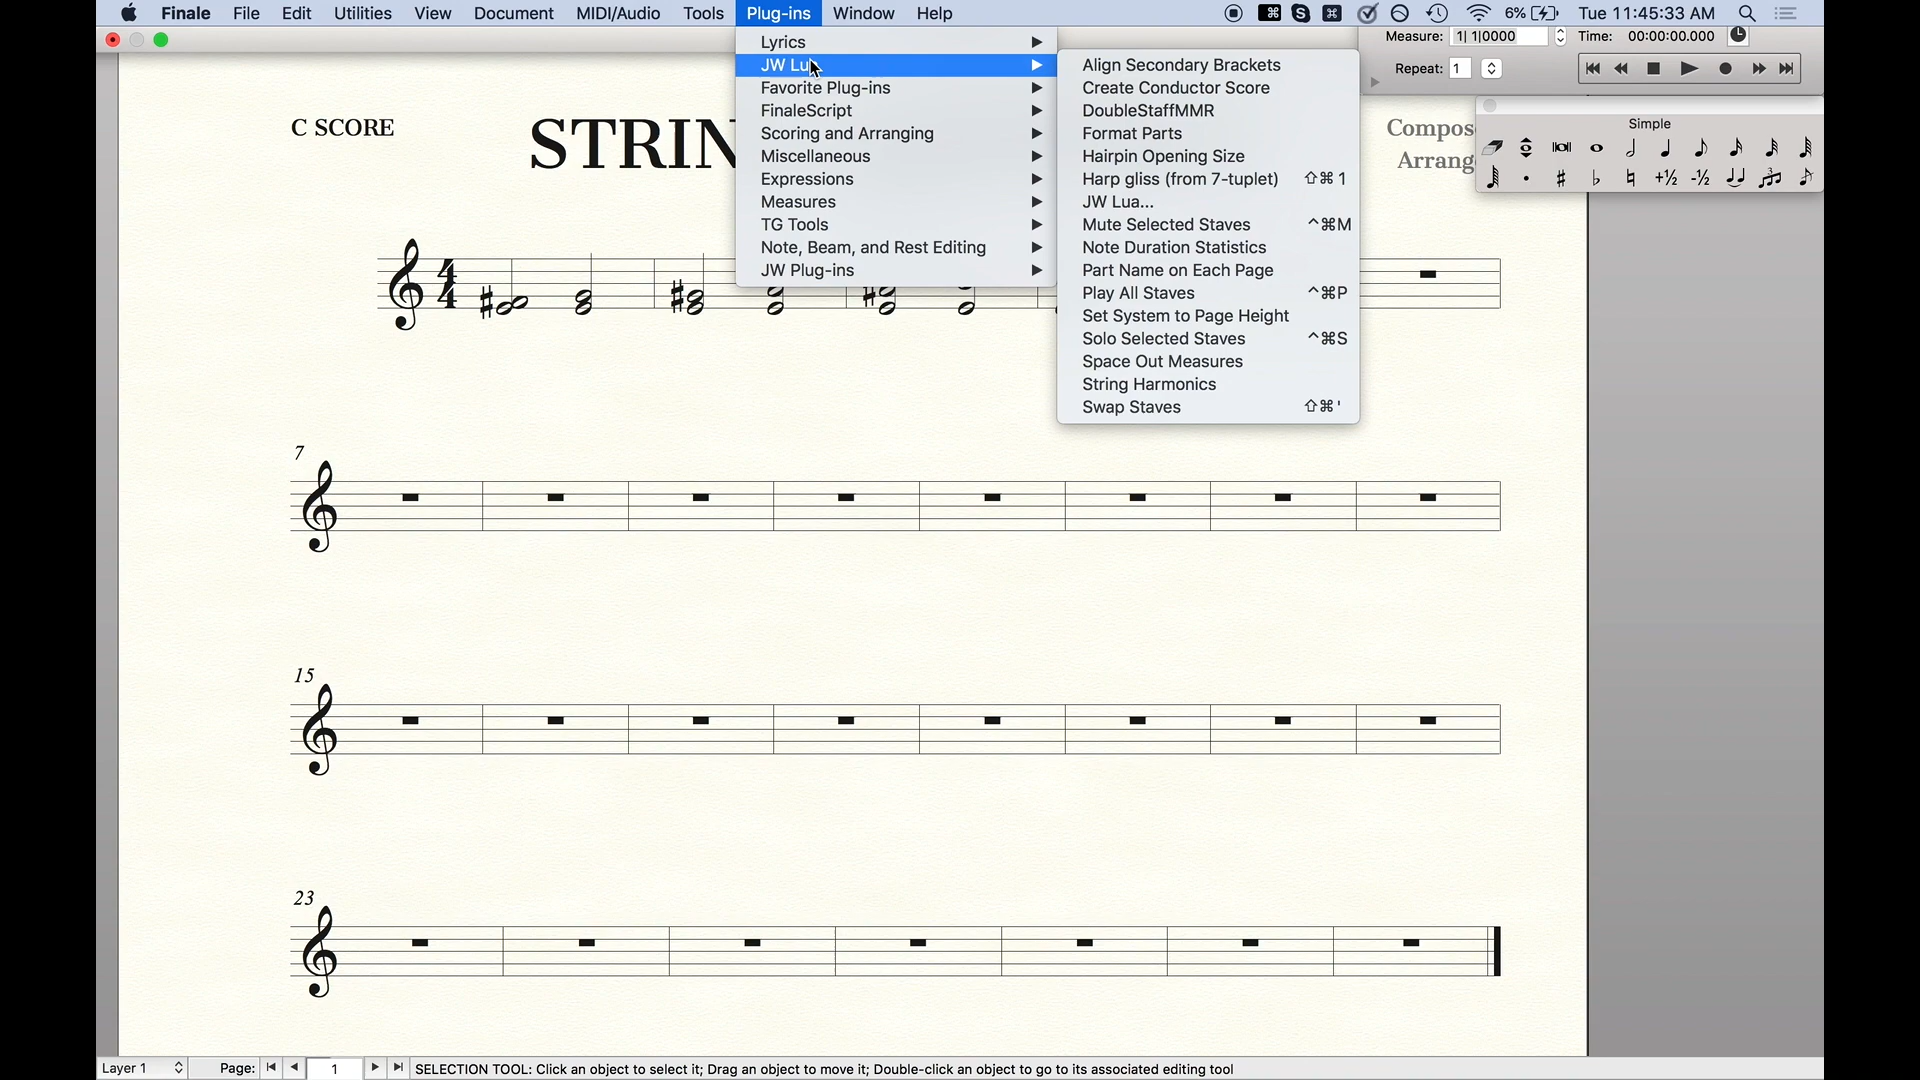 Finale File Edit Utilities View Document MIDI/Audio Tools Plug-ins Window Help 6% Tue 11:45:33 AM
Measure: 1| 1|0000 Time: 00:00:00.000
Repeat: 1
Lyrics
JW Lu
Favorite Plug-ins
FinaleScript
Scoring and Arranging
Miscellaneous
Expressions
Measures
TG Tools
Note, Beam, and Rest Editing
JW Plug-ins
Align Secondary Brackets
Create Conductor Score
DoubleStaffMMR
Format Parts
Hairpin Opening Size
Harp gliss (from 7-tuplet) ⇧⌘1
JW Lua...
Mute Selected Staves ^⌘M
Note Duration Statistics
Part Name on Each Page
Play All Staves ^⌘P
Set System to Page Height
Solo Selected Staves ^⌘S
Space Out Measures
String Harmonics
Swap Staves ⇧⌘'
Simple
+½ -½
C SCORE
STRIN
Compos
Arrang
4
4
7
15
23
Layer 1 Page: 1 SELECTION TOOL: Click an object to select it; Drag an object to move it; Double-click an object to go to its associated editing tool